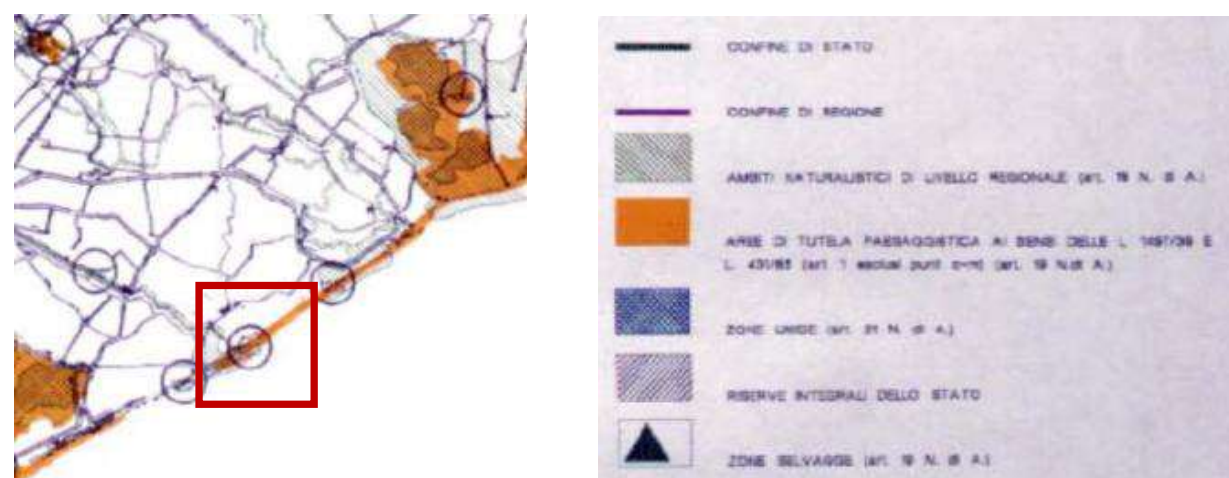 CONFINE DI STATO
CONFINE DI REGIONE
AMBITI NATURALISTICI DI LIVELLO REGIONALE (art. 19 N. di A.)
AREE DI TUTELA PAESAGGISTICA AI SENSI DELLE L. 1497/39 E
L. 431/85 (art. 1 esclusi punti (art. 19 N.di A.)
ZONE UMIDE (art. 21 N. di A.)
RISERVE INTEGRALI DELLO STATO
ZONE SELVAGGE (art. 19 N. di A.)